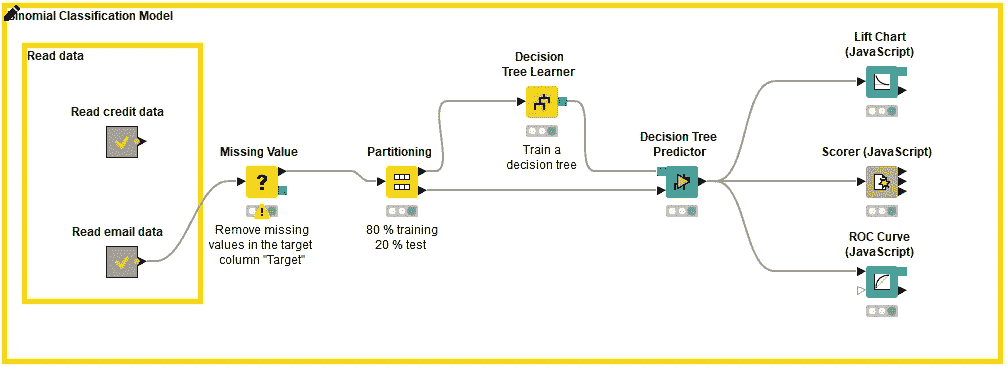 inomial Classification Model
Read data
Read credit data
Read email data
Missing Value
?
Remove missing
values in the target
column "Target"
Partitioning
80 % training
20 % test
Decision
Tree Learner
Train a
decision tree
Decision Tree
Predictor
Lift Chart
(JavaScript)
Scorer (JavaScript)
ROC Curve
(JavaScript)